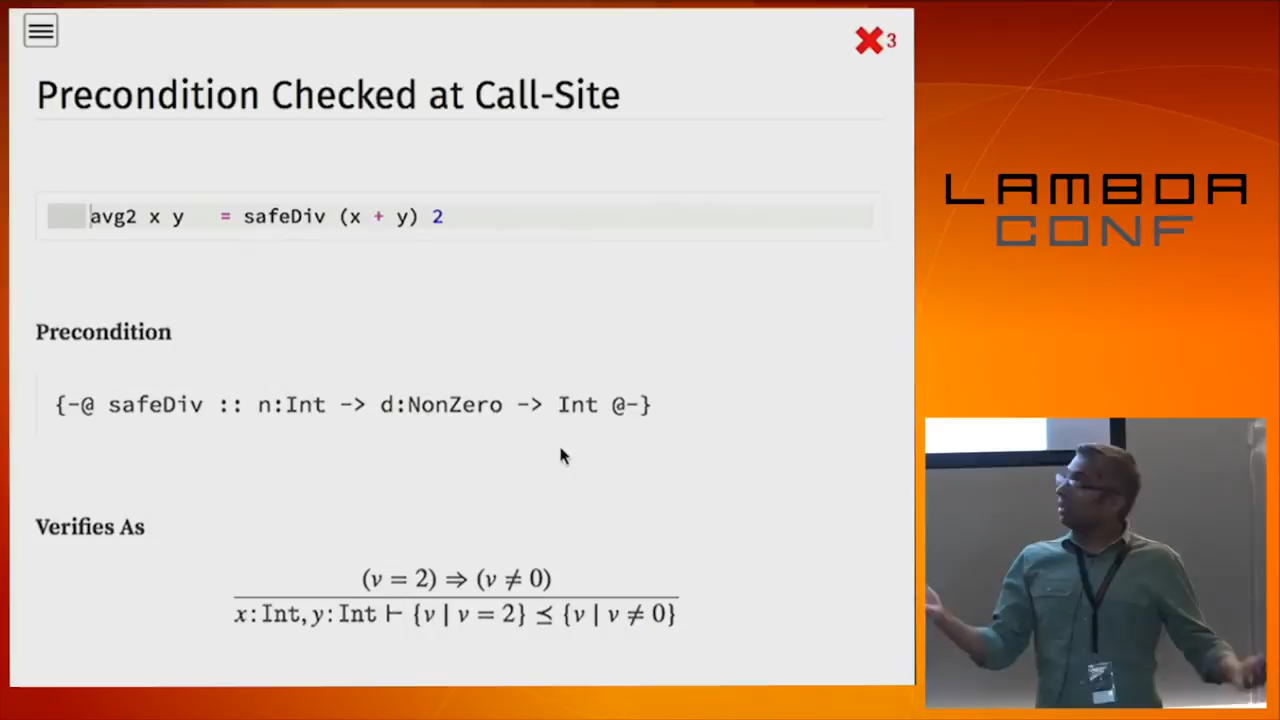 3
Precondition Checked at Call-Site
avg2 x y = safeDiv (x + y) 2
Precondition
{-@ safeDiv :: n:Int -> d:NonZero -> Int @-}
Verifies As
(v = 2) ⇒ (v ≠ 0)
x:Int, y:Int ⊢ {v | v = 2} ⪯ {v | v ≠ 0}
LAMBDA
CONF